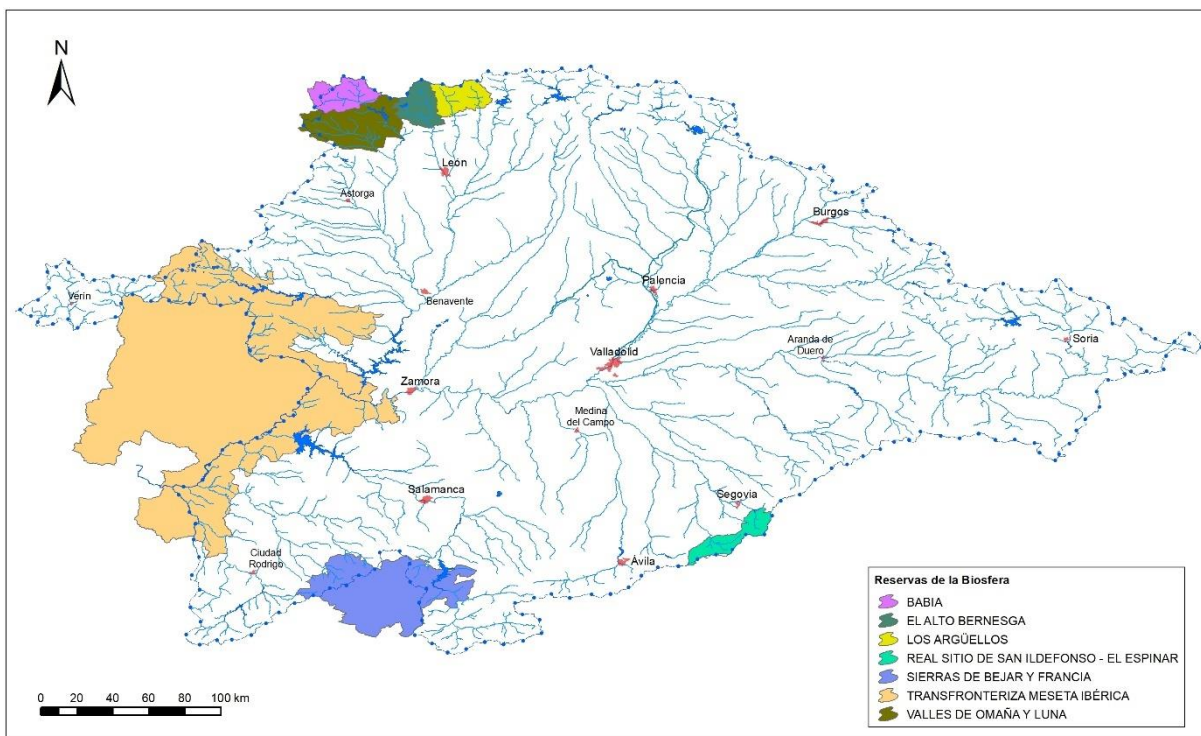 N
León
Astorga
Burgos
Verín
Benavente
Palencia
Soria
Aranda de
Duero
Valladolid
Zamora
Medina
del Campo
Salamanca
Segovia
Ciudad
Rodrigo
Ávila
Reservas de la Biosfera
BABIA
EL ALTO BERNESGA
LOS ARGÜELLOS
REAL SITIO DE SAN ILDEFONSO - EL ESPINAR
SIERRAS DE BEJAR Y FRANCIA
TRANSFRONTERIZA MESETA IBÉRICA
VALLES DE OMAÑA Y LUNA
0 20 40 60 80 100 km